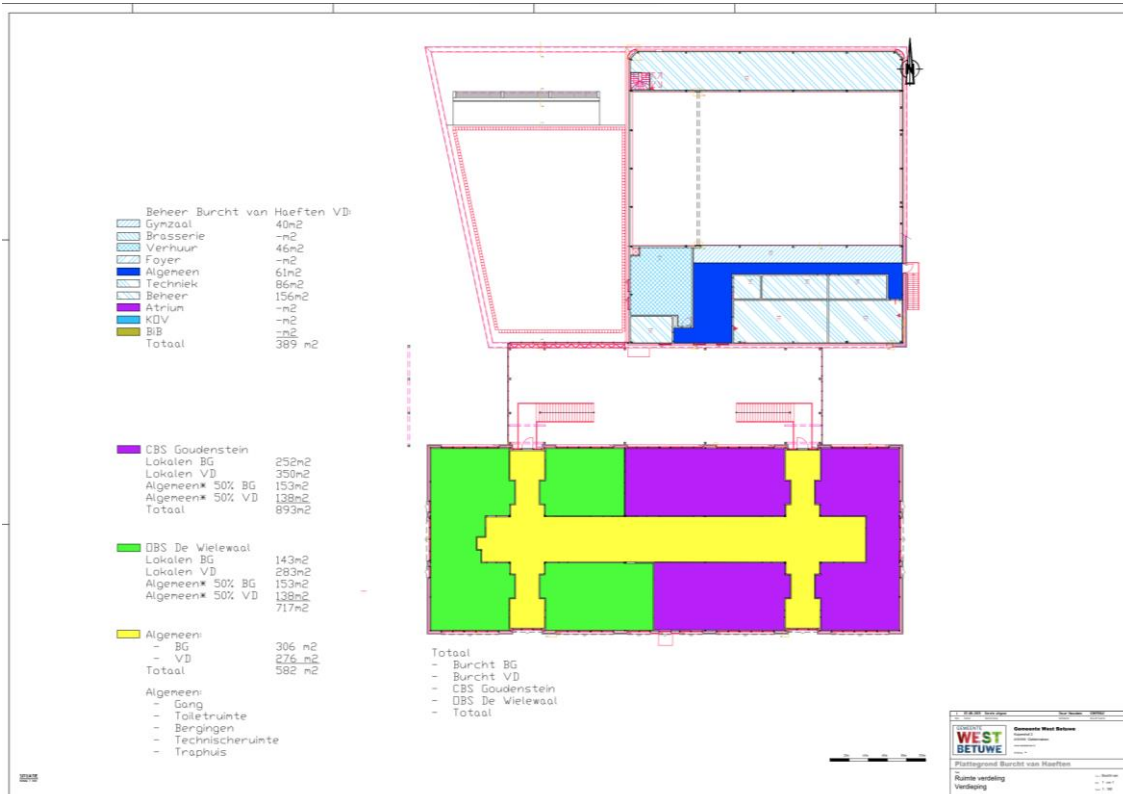 N
Beheer Burcht van Haeften VD:
Gymzaal 40m2
Brasserie -m2
Verhuur 46m2
Foyer -m2
Algemeen 61m2
Techniek 86m2
Beheer 156m2
Atrium -m2
KOV -m2
BiB -m2
Totaal 389 m2
CBS Goudenstein
Lokalen BG 252m2
Lokalen VD 350m2
Algemeen* 50% BG 153m2
Algemeen* 50% VD 138m2
Totaal 893m2
OBS De Wielewaal
Lokalen BG 143m2
Lokalen VD 283m2
Algemeen* 50% BG 153m2
Algemeen* 50% VD 138m2
717m2
Algemeen:
- BG 306 m2
- VD 276 m2
Totaal 582 m2
Algemeen:
- Gang
- Toiletruimte
- Bergingen
- Technischeruimte
- Traphuis
Totaal
- Burcht BG
- Burcht VD
- CBS Goudenstein
- OBS De Wielewaal
- Totaal
GEMEENTE
WEST
BETUWE
Gemeente West Betuwe
Plattegrond Burcht van Haeften
Ruimte verdeling
Verdieping